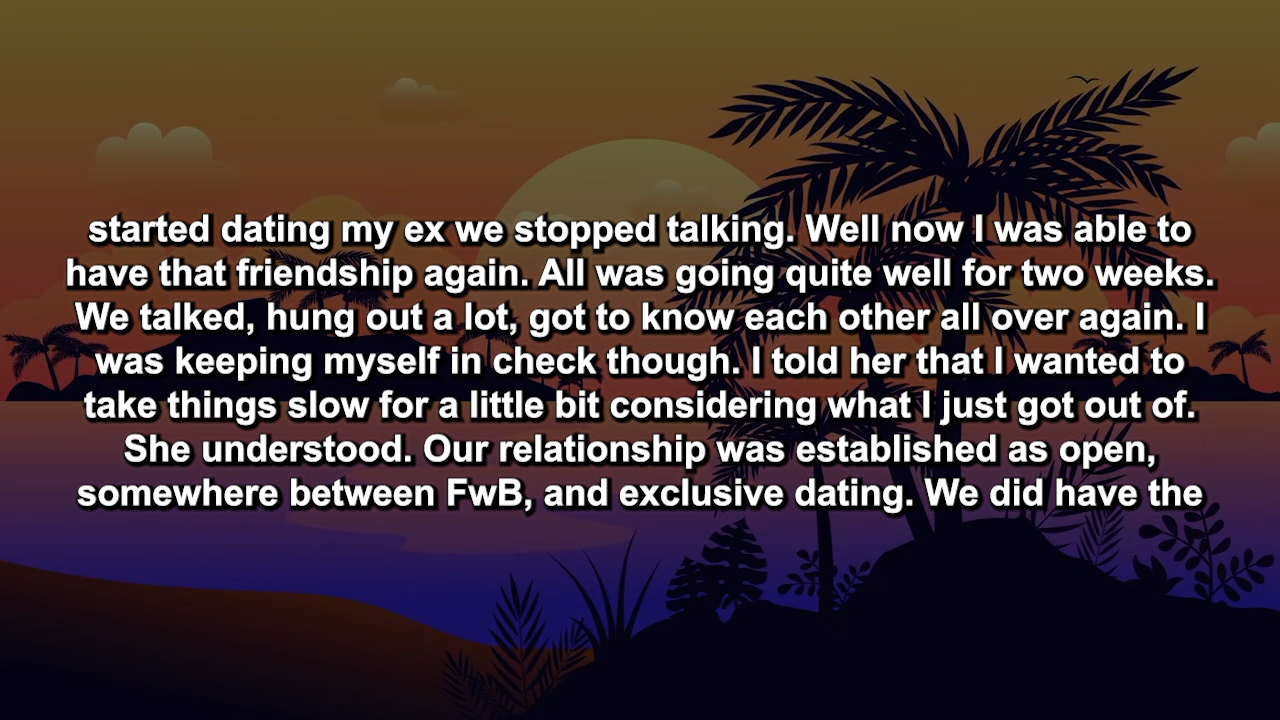 started dating my ex we stopped talking. Well now I was able to
have that friendship again. All was going quite well for two weeks.
We talked, hung out a lot, got to know each other all over again. I
was keeping myself in check though. I told her that I wanted to
take things slow for a little bit considering what I just got out of.
She understood. Our relationship was established as open,
somewhere between FwB, and exclusive dating. We did have the